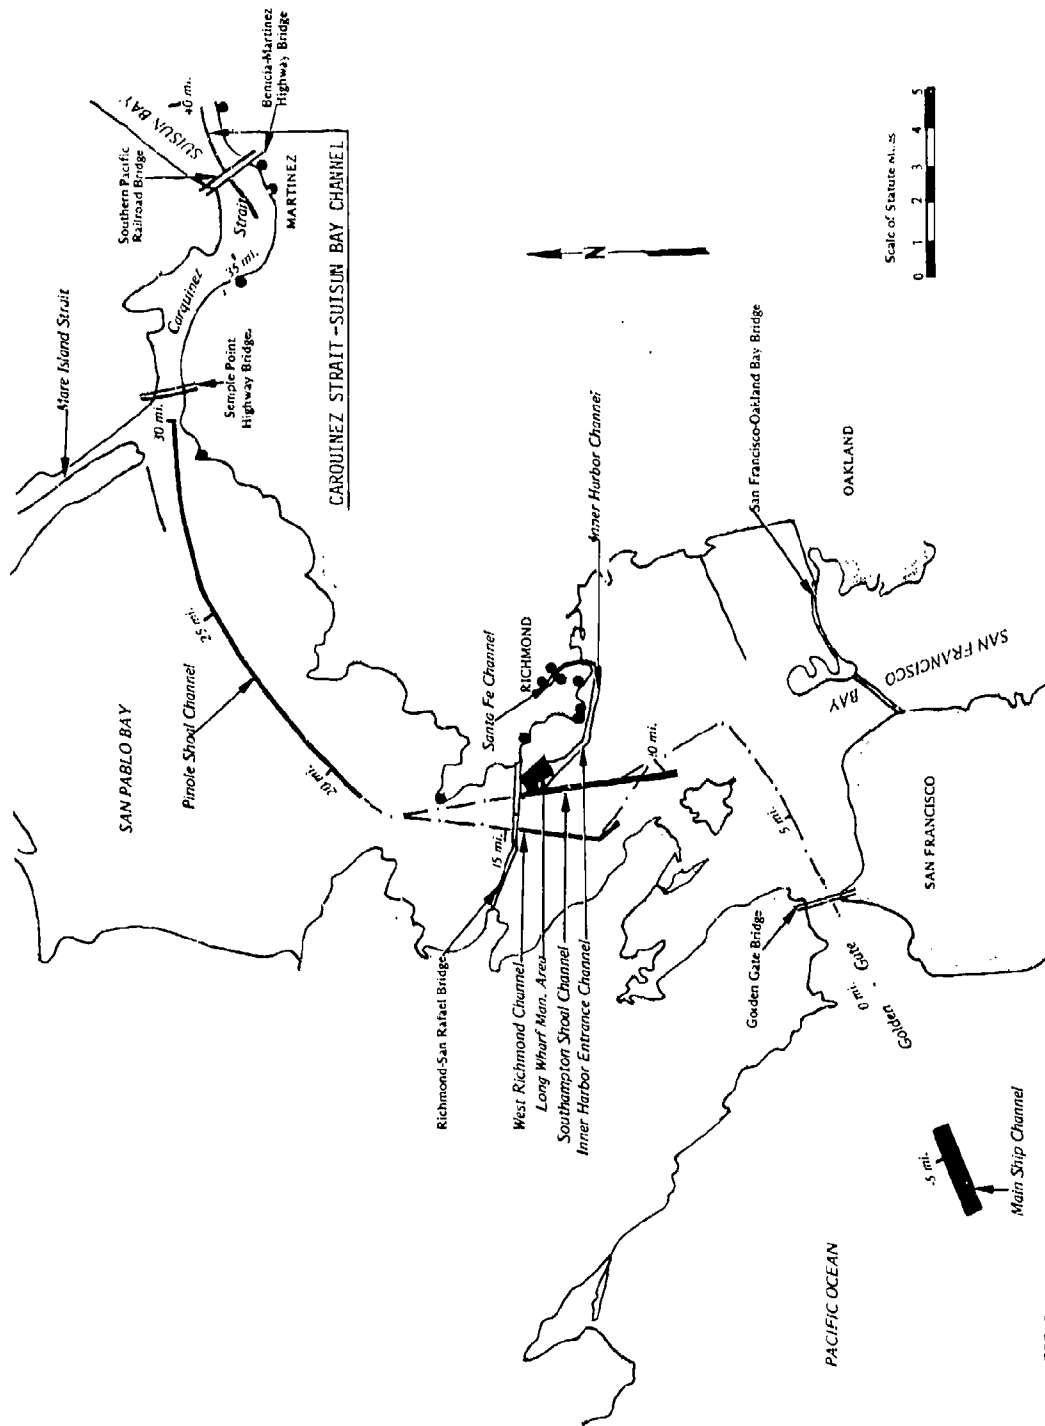 Mare Island Strait
SUISUN BAY
40 mi.
Southern Pacific
Railroad Bridge
Benicia-Martinez
Highway Bridge
Carquinez
Strait
35 mi.
MARTINEZ
CARQUINEZ STRAIT-SUISUN BAY CHANNEL
Semple Point
Highway Bridge
30 mi.
25 mi.
20 mi.
SAN PABLO BAY
Pinole Shoal Channel
N
Scale of Statute Miles
0 1 2 3 4 5
Santa Fe Channel
RICHMOND
Inner Harbor Channel
15 mi.
10 mi.
Richmond-San Rafael Bridge
West Richmond Channel
Long Wharf Man. Area
Southampton Shoal Channel
Inner Harbor Entrance Channel
San Francisco-Oakland Bay Bridge
OAKLAND
SAN FRANCISCO
BAY
5 mi.
SAN FRANCISCO
Golden Gate Bridge
0 mi.
Golden Gate
-5 mi.
Main Ship Channel
PACIFIC OCEAN